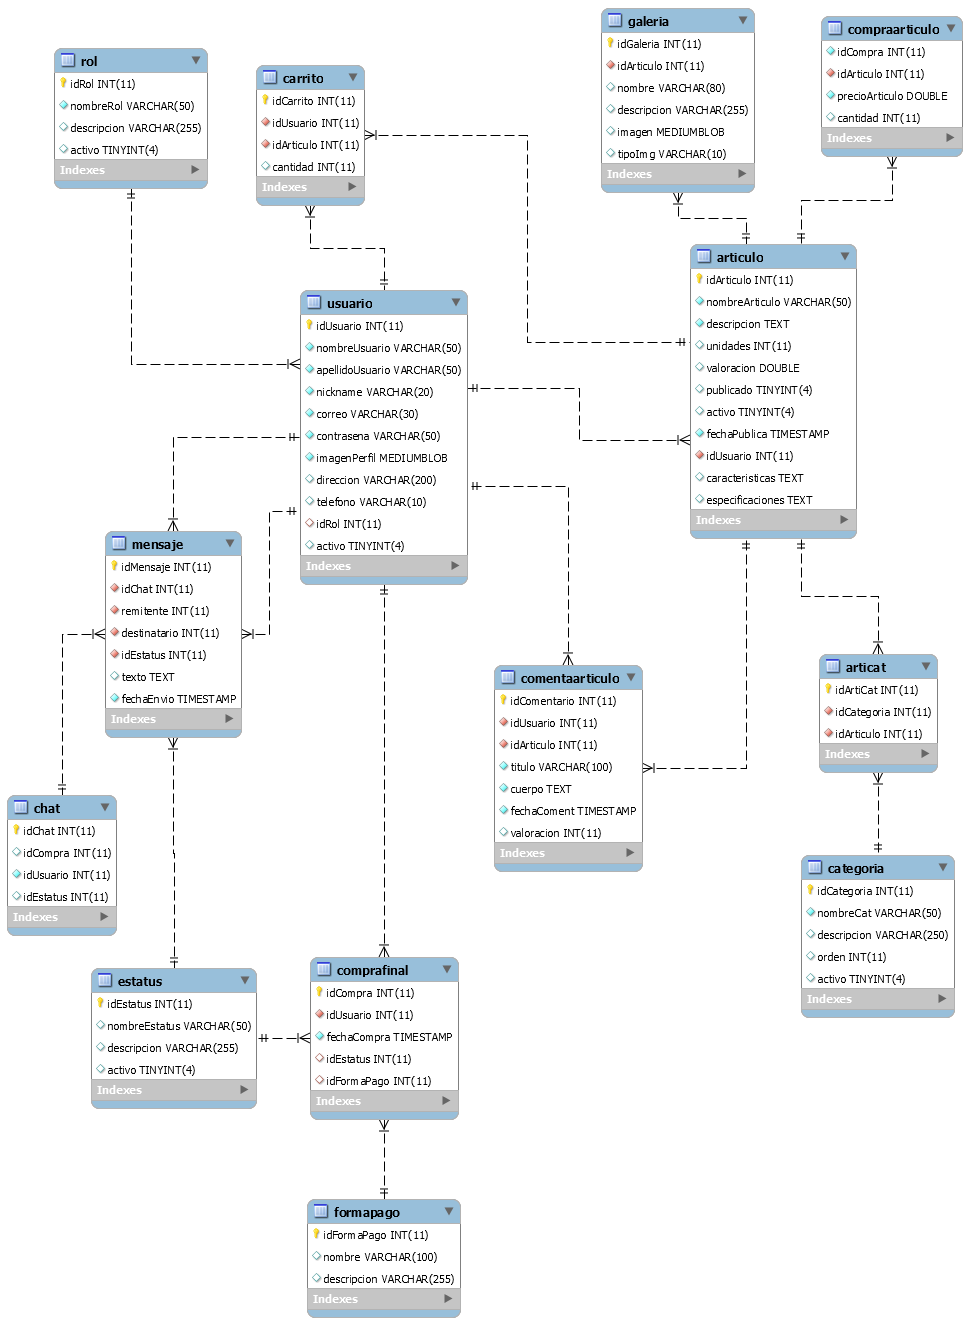 rol
idRol INT(11)
nombreRol VARCHAR(50)
descripcion VARCHAR(255)
activo TINYINT(4)
Indexes
carrito
idCarrito INT(11)
idUsuario INT(11)
idArticulo INT(11)
cantidad INT(11)
Indexes
galeria
idGaleria INT(11)
idArticulo INT(11)
nombre VARCHAR(80)
descripcion VARCHAR(255)
imagen MEDIUMBLOB
tipoImg VARCHAR(10)
Indexes
compraarticulo
idCompra INT(11)
idArticulo INT(11)
precioArticulo DOUBLE
cantidad INT(11)
Indexes
usuario
idUsuario INT(11)
nombreUsuario VARCHAR(50)
apellidoUsuario VARCHAR(50)
nickname VARCHAR(20)
correo VARCHAR(30)
contrasena VARCHAR(50)
imagenPerfil MEDIUMBLOB
direccion VARCHAR(200)
telefono VARCHAR(10)
idRol INT(11)
activo TINYINT(4)
Indexes
articulo
idArticulo INT(11)
nombreArticulo VARCHAR(50)
descripcion TEXT
unidades INT(11)
valoracion DOUBLE
publicado TINYINT(4)
activo TINYINT(4)
fechaPublica TIMESTAMP
idUsuario INT(11)
caracteristicas TEXT
especificaciones TEXT
Indexes
mensaje
idMensaje INT(11)
idChat INT(11)
remitente INT(11)
destinatario INT(11)
idEstatus INT(11)
texto TEXT
fechaEnvio TIMESTAMP
Indexes
comentaarticulo
idComentario INT(11)
idUsuario INT(11)
idArticulo INT(11)
titulo VARCHAR(100)
cuerpo TEXT
fechaComent TIMESTAMP
valoracion INT(11)
Indexes
articat
idArtiCat INT(11)
idCategoria INT(11)
idArticulo INT(11)
Indexes
chat
idChat INT(11)
idCompra INT(11)
idUsuario INT(11)
idEstatus INT(11)
Indexes
categoria
idCategoria INT(11)
nombreCat VARCHAR(50)
descripcion VARCHAR(250)
orden INT(11)
activo TINYINT(4)
Indexes
estatus
idEstatus INT(11)
nombreEstatus VARCHAR(50)
descripcion VARCHAR(255)
activo TINYINT(4)
Indexes
comprafinal
idCompra INT(11)
idUsuario INT(11)
fechaCompra TIMESTAMP
idEstatus INT(11)
idFormaPago INT(11)
Indexes
formapago
idFormaPago INT(11)
nombre VARCHAR(100)
descripcion VARCHAR(255)
Indexes